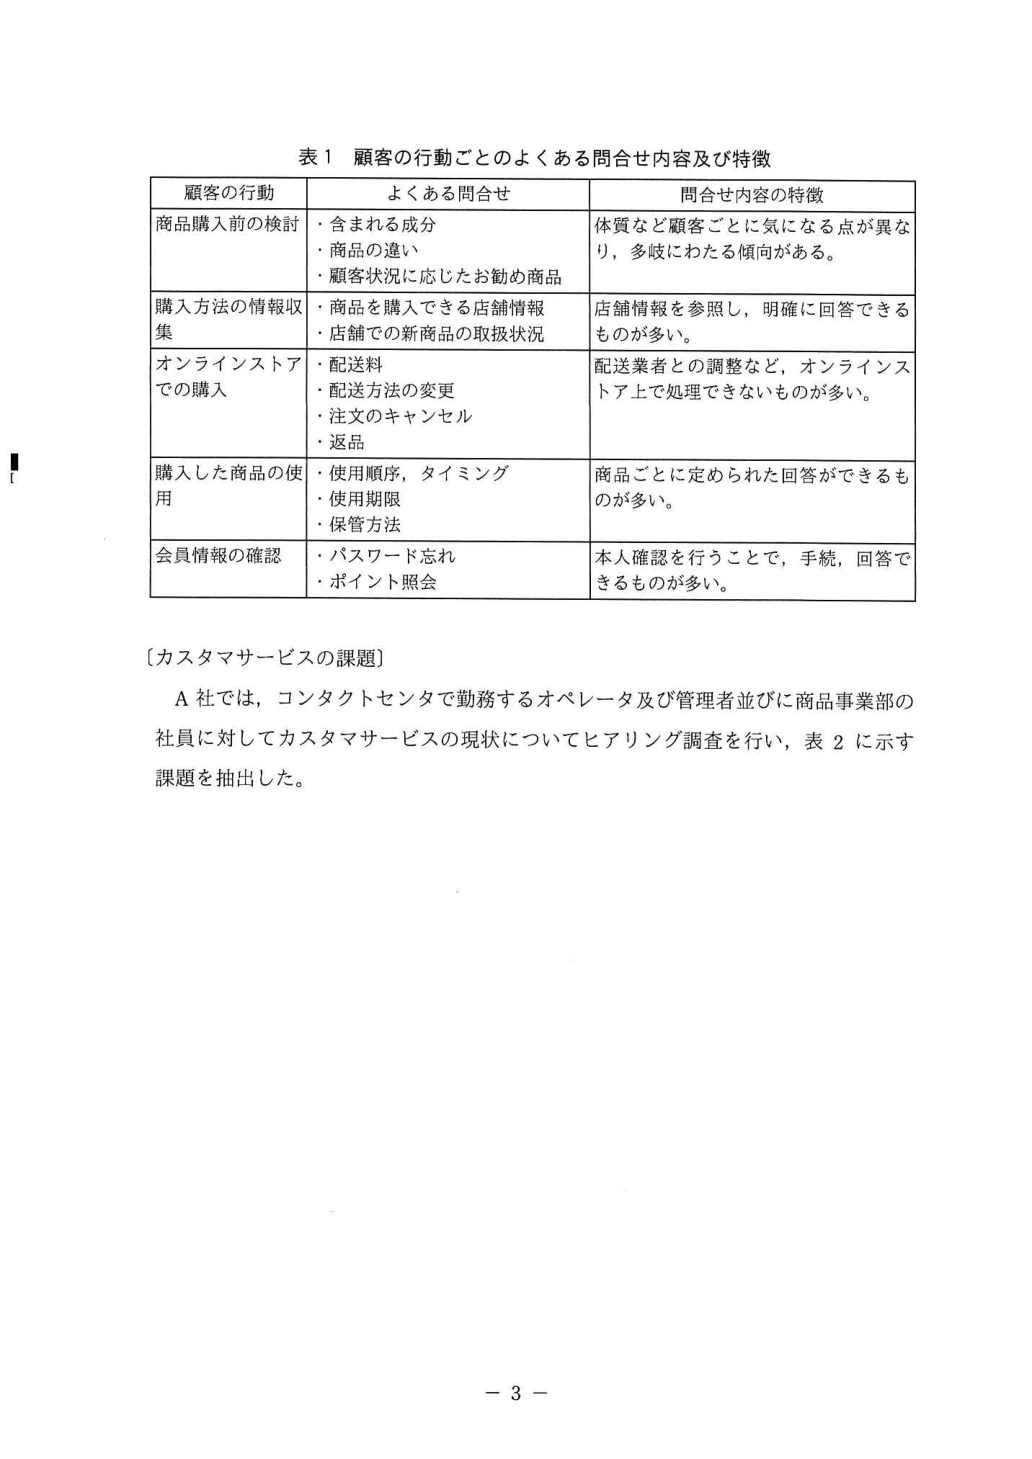 表1　顧客の行動ごとのよくある問合せ内容及び特徴
顧客の行動　よくある問合せ　問合せ内容の特徴
商品購入前の検討
・含まれる成分
・商品の違い
・顧客状況に応じたお勧め商品
体質など顧客ごとに気になる点が異な
り，多岐にわたる傾向がある。
購入方法の情報収
集
・商品を購入できる店舗情報
・店舗での新商品の取扱状況
店舗情報を参照し，明確に回答できる
ものが多い。
オンラインストア
での購入
・配送料
・配送方法の変更
・注文のキャンセル
・返品
配送業者との調整など，オンラインス
トア上で処理できないものが多い。
購入した商品の使
用
・使用順序，タイミング
・使用期限
・保管方法
商品ごとに定められた回答ができるも
のが多い。
会員情報の確認
・パスワード忘れ
・ポイント照会
本人確認を行うことで，手続，回答で
きるものが多い。
〔カスタマサービスの課題〕
A 社では，コンタクトセンタで勤務するオペレータ及び管理者並びに商品事業部の
社員に対してカスタマサービスの現状についてヒアリング調査を行い，表 2 に示す
課題を抽出した。
－ 3 －